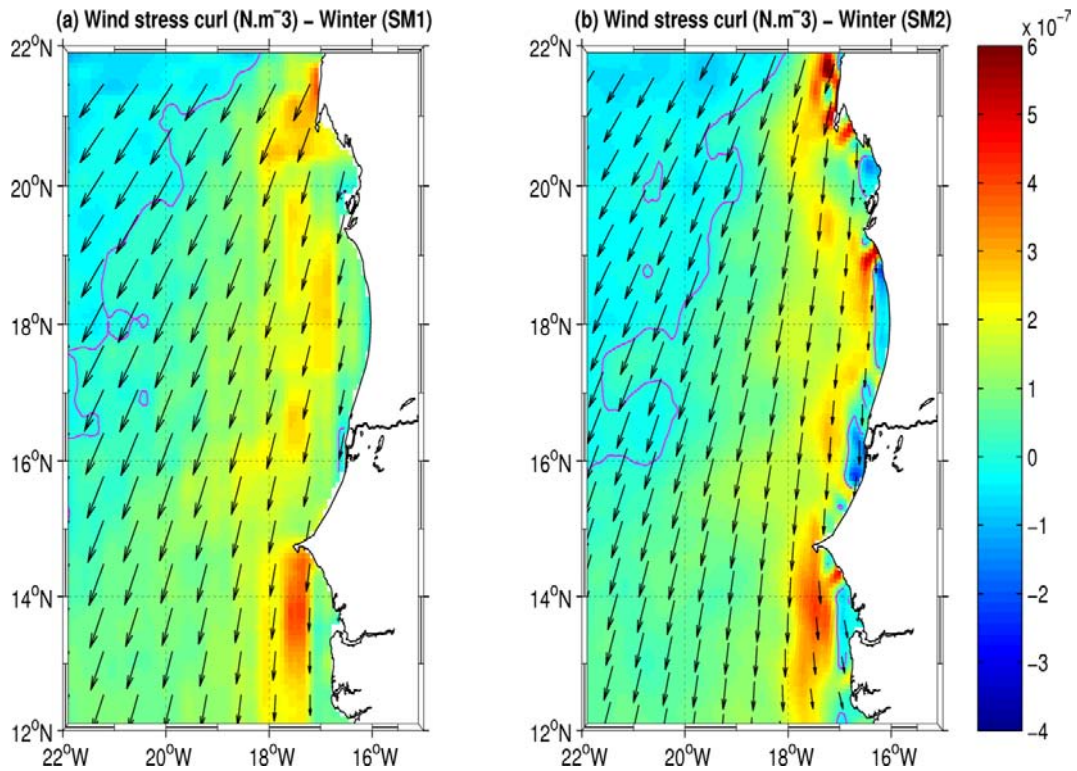 (a) Wind stress curl (N.m⁻3) – Winter (SM1)
22°N
20°N
18°N
16°N
14°N
12°N
22°W
20°W
18°W
16°W
(b) Wind stress curl (N.m⁻3) – Winter (SM2)
22°N
20°N
18°N
16°N
14°N
12°N
22°W
20°W
18°W
16°W
x 10⁻⁷
6
5
4
3
2
1
0
−1
−2
−3
−4